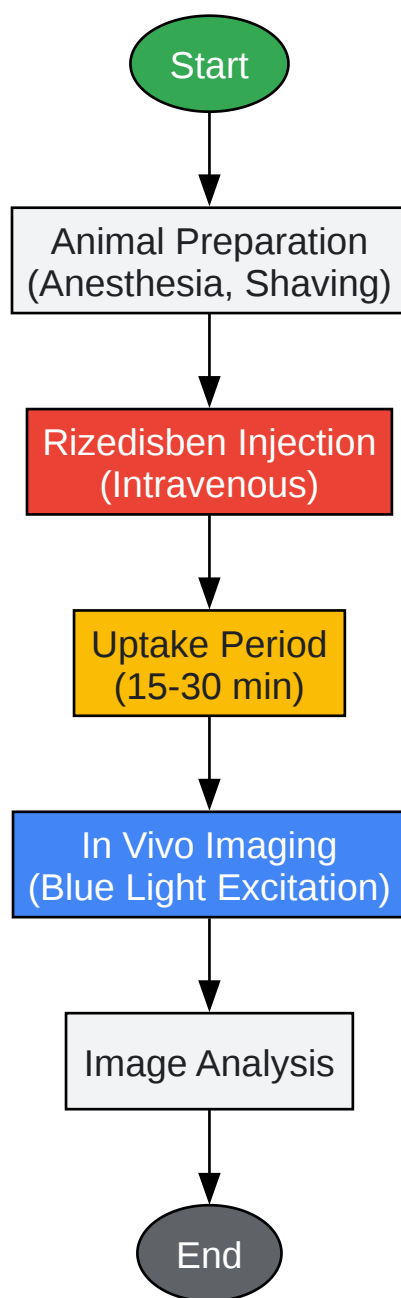 Start
Animal Preparation
(Anesthesia, Shaving)
Rizedisben Injection
(Intravenous)
Uptake Period
(15-30 min)
In Vivo Imaging
(Blue Light Excitation)
Image Analysis
End